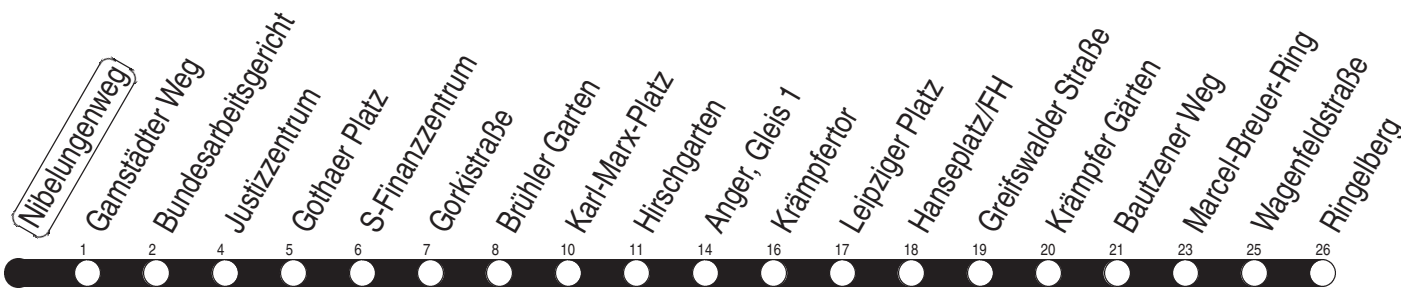 Nibelungenweg
Gamstädter Weg
Bundesarbeitsgericht
Justizzentrum
Gothaer Platz
S-Finanzzentrum
Gorkistraße
Brühler Garten
Karl-Marx-Platz
Hirschgarten
Anger, Gleis 1
Krämpfertor
Leipziger Platz
Hanseplatz/FH
Greifswalder Straße
Krämpfer Gärten
Bautzener Weg
Marcel-Breuer-Ring
Wagenfeldstraße
Ringelberg
1 2 4 5 6 7 8 10 11 14 16 17 18 19 20 21 23 25 26